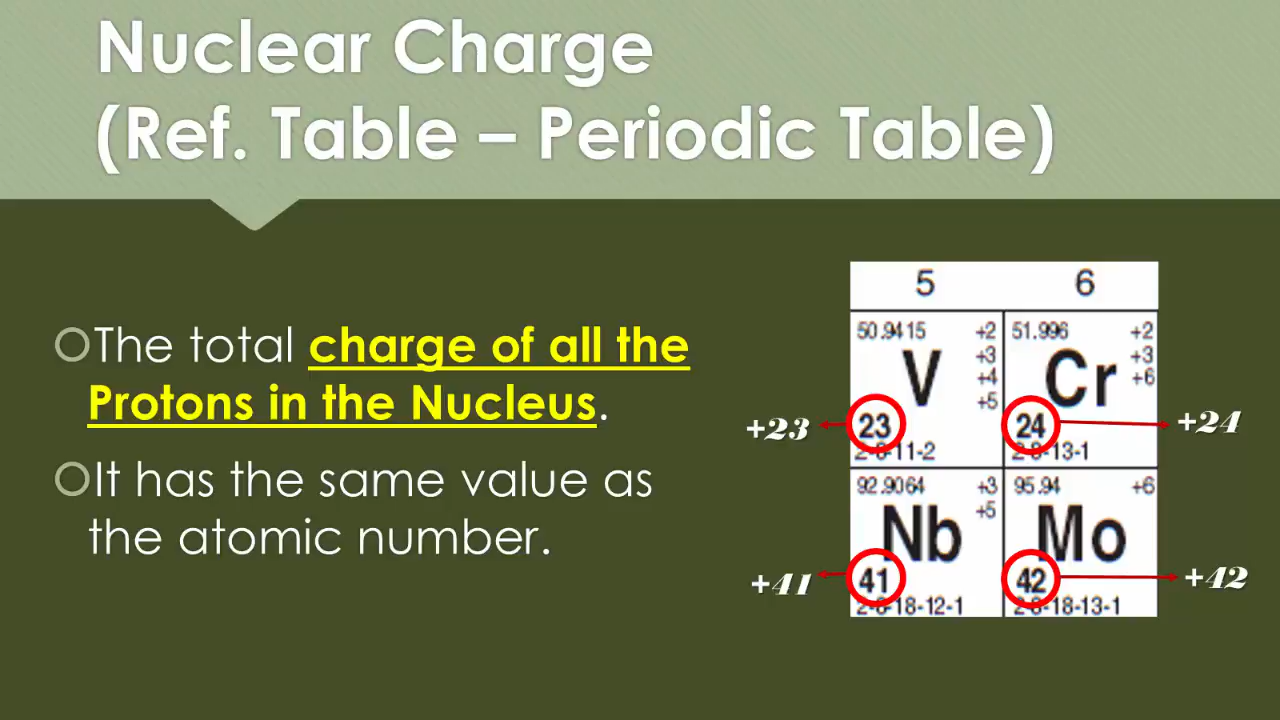 Nuclear Charge
(Ref. Table – Periodic Table)
The total charge of all the
Protons in the Nucleus.
It has the same value as
the atomic number.
5 6
50.9415 +2 51.996 +2
V +3 Cr +3
+4 +6
+5
+23 23 24 +24
2-8-11-2 2-8-13-1
92.9064 +3 95.94 +6
Nb +5 Mo
+41 41 42 +42
2-8-18-12-1 2-8-18-13-1